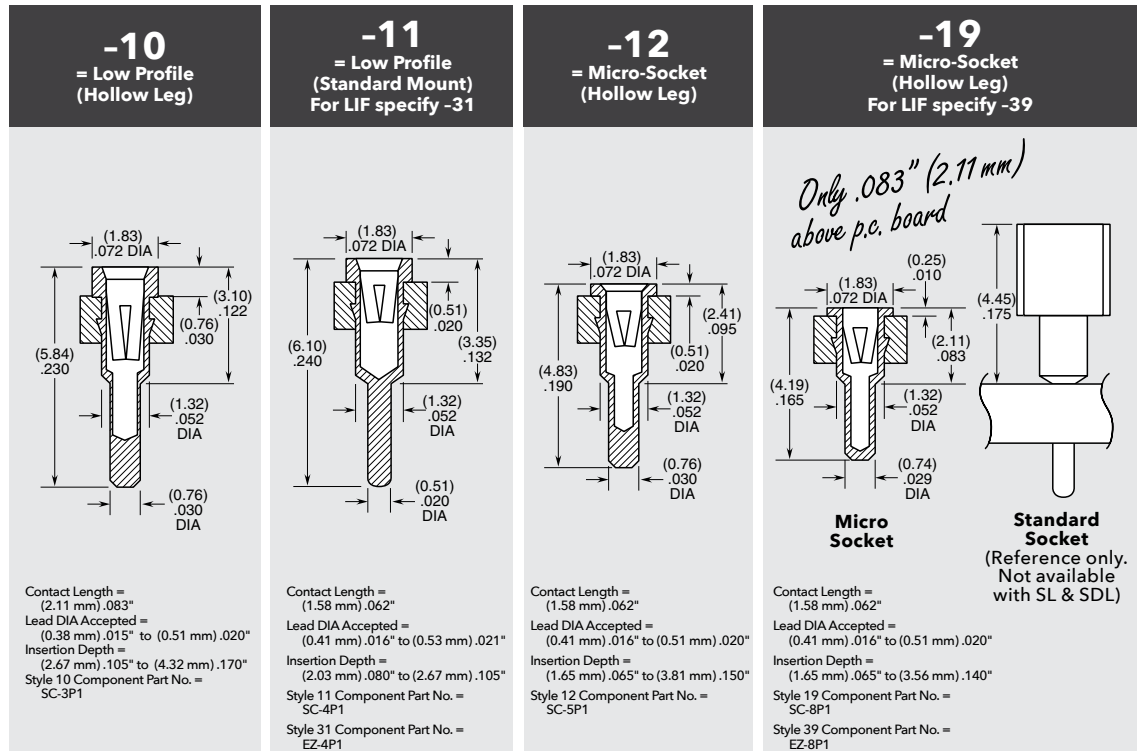 –10
= Low Profile
(Hollow Leg)
(1.83)
.072 DIA
(3.10)
.122
(0.76)
.030
(5.84)
.230
(1.32)
.052
DIA
(0.76)
.030
DIA
Contact Length =
(2.11 mm) .083"
Lead DIA Accepted =
(0.38 mm) .015" to (0.51 mm) .020"
Insertion Depth =
(2.67 mm) .105" to (4.32 mm) .170"
Style 10 Component Part No. =
SC-3P1
–11
= Low Profile
(Standard Mount)
For LIF specify –31
(1.83)
.072 DIA
(0.51)
.020
(3.35)
.132
(6.10)
.240
(1.32)
.052
DIA
(0.51)
.020
DIA
Contact Length =
(1.58 mm) .062"
Lead DIA Accepted =
(0.41 mm) .016" to (0.53 mm) .021"
Insertion Depth =
(2.03 mm) .080" to (2.67 mm) .105"
Style 11 Component Part No. =
SC-4P1
Style 31 Component Part No. =
EZ-4P1
–12
= Micro-Socket
(Hollow Leg)
(1.83)
.072 DIA
(2.41)
.095
(0.51)
.020
(4.83)
.190
(1.32)
.052
DIA
(0.76)
.030
DIA
Contact Length =
(1.58 mm) .062"
Lead DIA Accepted =
(0.41 mm) .016" to (0.51 mm) .020"
Insertion Depth =
(1.65 mm) .065" to (3.81 mm) .150"
Style 12 Component Part No. =
SC-5P1
–19
= Micro-Socket
(Hollow Leg)
For LIF specify –39
Only .083" (2.11 mm)
above p.c. board
(0.25)
.010
(1.83)
.072 DIA
(2.11)
.083
(4.19)
.165
(1.32)
.052
DIA
(0.74)
.029
DIA
Micro
Socket
(4.45)
.175
Standard
Socket
(Reference only.
Not available
with SL & SDL)
Contact Length =
(1.58 mm) .062"
Lead DIA Accepted =
(0.41 mm) .016" to (0.51 mm) .020"
Insertion Depth =
(1.65 mm) .065" to (3.56 mm) .140"
Style 19 Component Part No. =
SC-8P1
Style 39 Component Part No. =
EZ-8P1